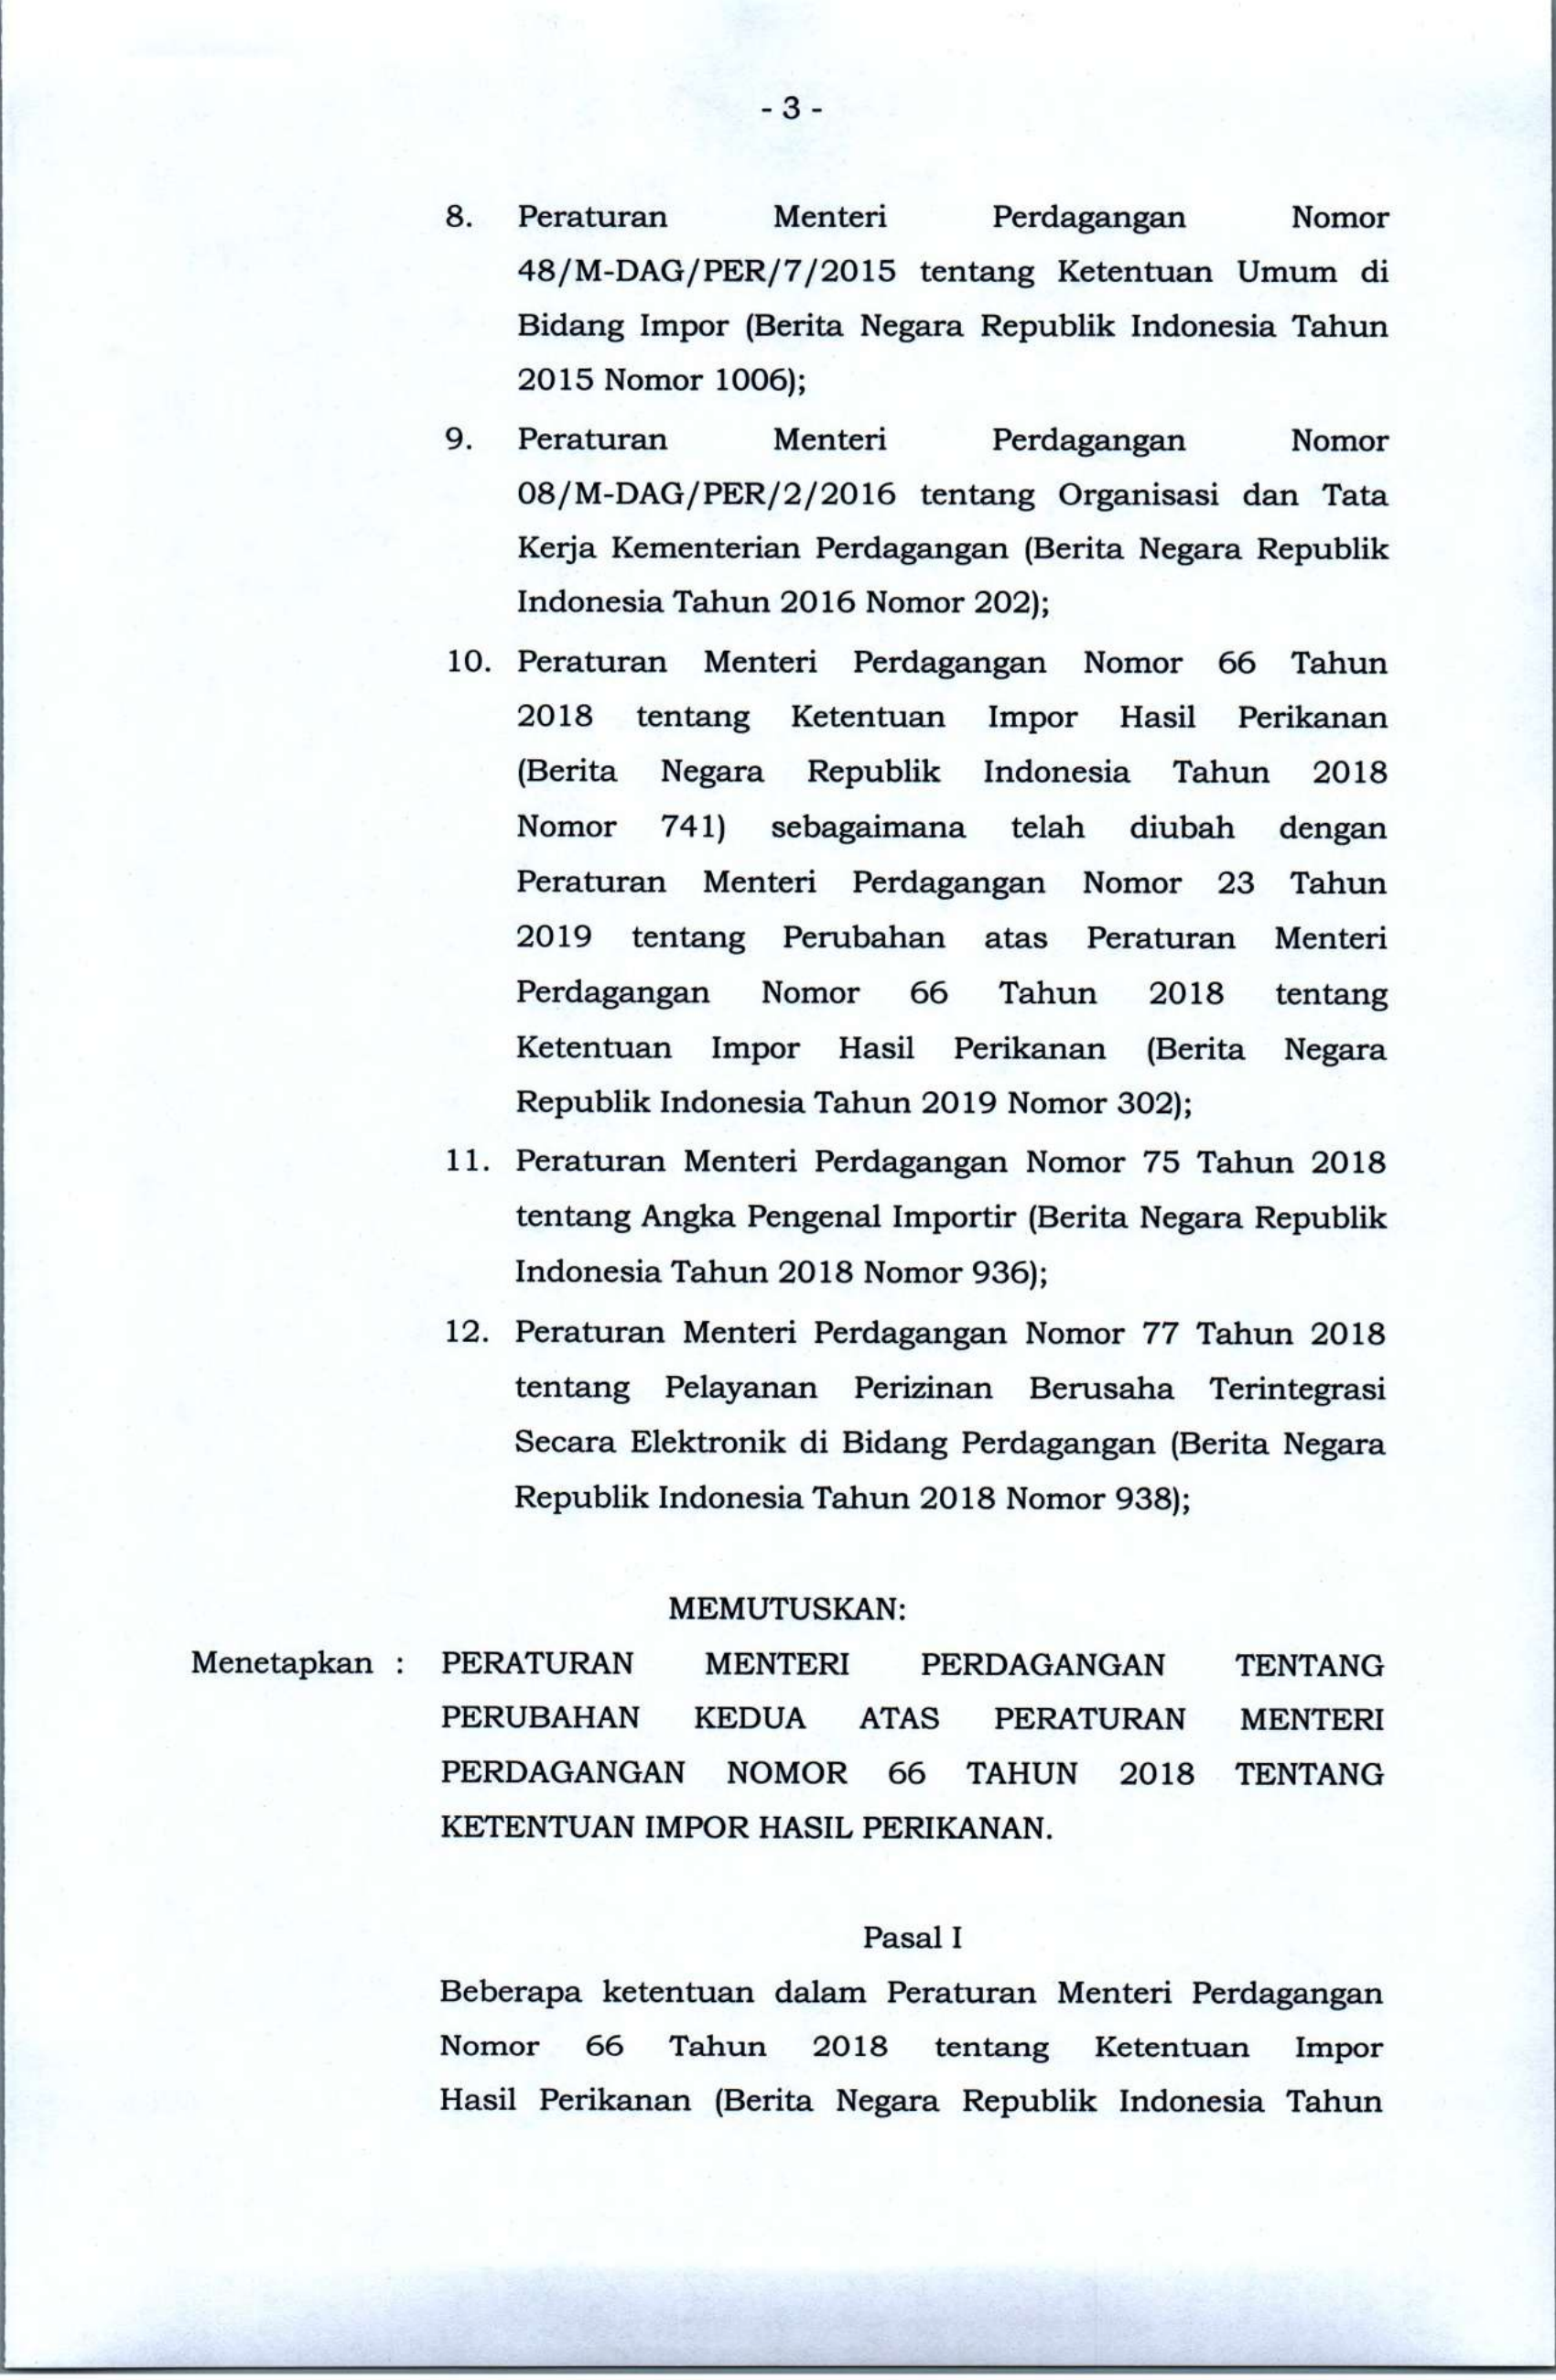 - 3 -
8. Peraturan Menteri Perdagangan Nomor
48/M-DAG/PER/7/2015 tentang Ketentuan Umum di
Bidang Impor (Berita Negara Republik Indonesia Tahun
2015 Nomor 1006);
9. Peraturan Menteri Perdagangan Nomor
08/M-DAG/PER/2/2016 tentang Organisasi dan Tata
Kerja Kementerian Perdagangan (Berita Negara Republik
Indonesia Tahun 2016 Nomor 202);
10. Peraturan Menteri Perdagangan Nomor 66 Tahun
2018 tentang Ketentuan Impor Hasil Perikanan
(Berita Negara Republik Indonesia Tahun 2018
Nomor 741) sebagaimana telah diubah dengan
Peraturan Menteri Perdagangan Nomor 23 Tahun
2019 tentang Perubahan atas Peraturan Menteri
Perdagangan Nomor 66 Tahun 2018 tentang
Ketentuan Impor Hasil Perikanan (Berita Negara
Republik Indonesia Tahun 2019 Nomor 302);
11. Peraturan Menteri Perdagangan Nomor 75 Tahun 2018
tentang Angka Pengenal Importir (Berita Negara Republik
Indonesia Tahun 2018 Nomor 936);
12. Peraturan Menteri Perdagangan Nomor 77 Tahun 2018
tentang Pelayanan Perizinan Berusaha Terintegrasi
Secara Elektronik di Bidang Perdagangan (Berita Negara
Republik Indonesia Tahun 2018 Nomor 938);
MEMUTUSKAN:
Menetapkan : PERATURAN MENTERI PERDAGANGAN TENTANG
PERUBAHAN KEDUA ATAS PERATURAN MENTERI
PERDAGANGAN NOMOR 66 TAHUN 2018 TENTANG
KETENTUAN IMPOR HASIL PERIKANAN.
Pasal I
Beberapa ketentuan dalam Peraturan Menteri Perdagangan
Nomor 66 Tahun 2018 tentang Ketentuan Impor
Hasil Perikanan (Berita Negara Republik Indonesia Tahun